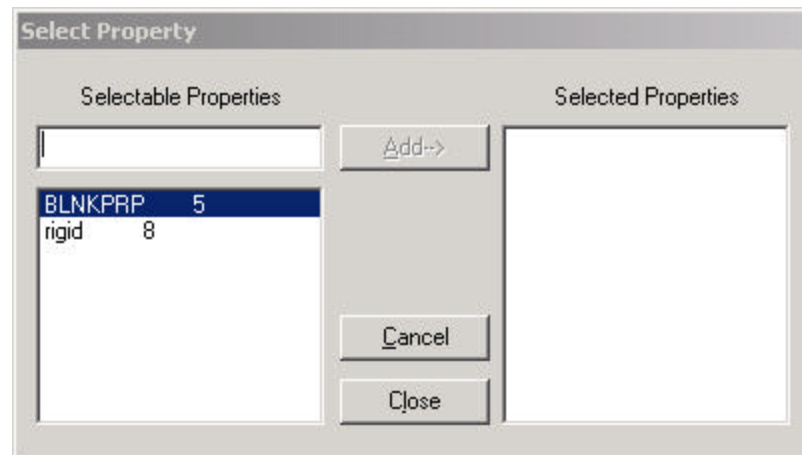 Select Property
Selectable Properties
Selected Properties
Add-->
BLNKPRP 5
rigid 8
Cancel
Close